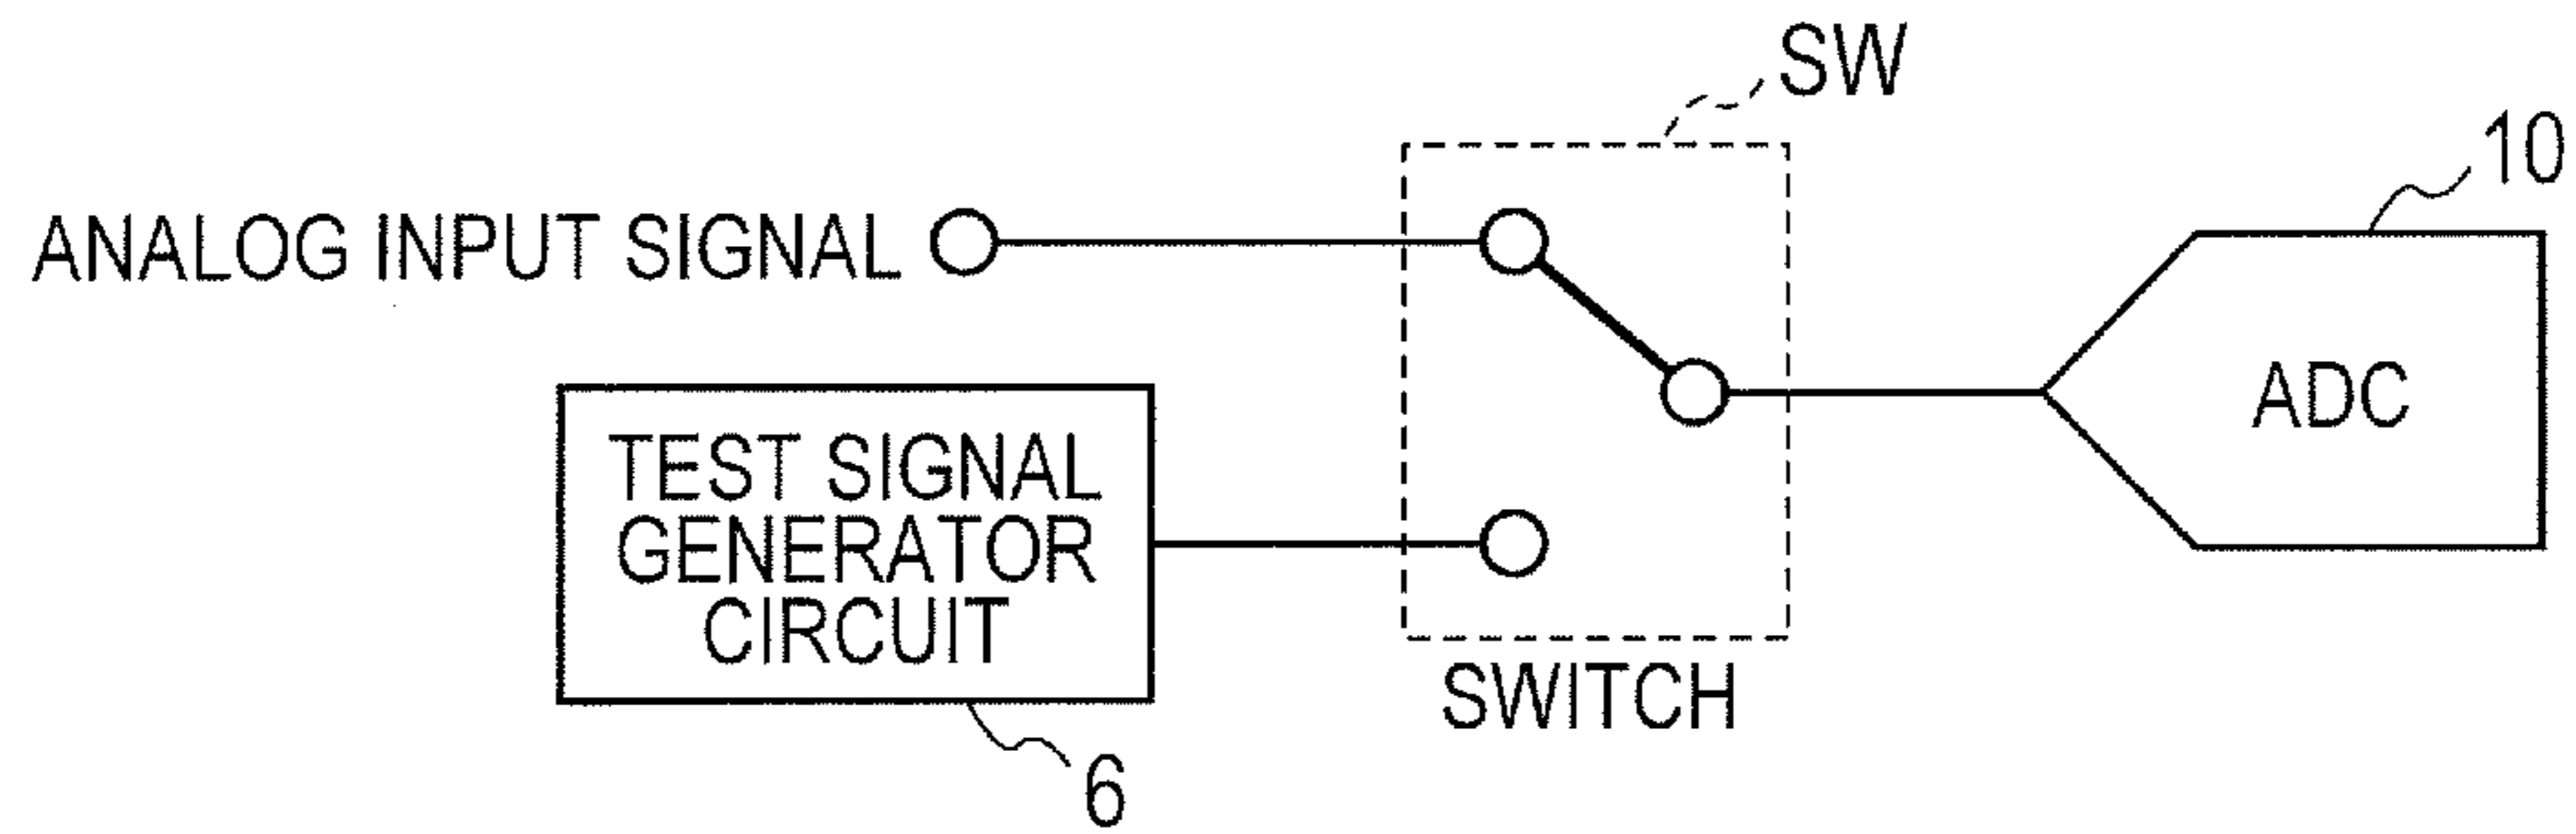 SW
10
ANALOG INPUT SIGNAL
ADC
TEST SIGNAL
GENERATOR
CIRCUIT
SWITCH
6